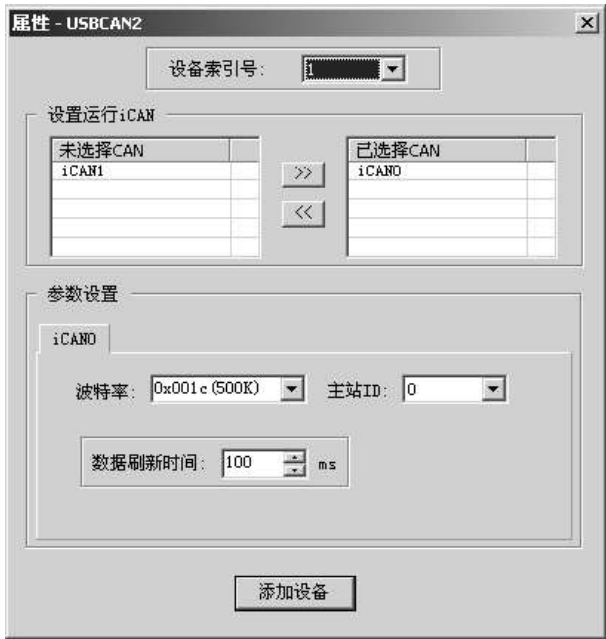 属性 - USBCAN2
设备索引号: 1
设置运行iCAN
未选择CAN 已选择CAN
iCAN1 >> iCAN0
<<
参数设置
iCAN0
波特率: 0x001c(500K) 主站ID: 0
数据刷新时间: 100 ms
添加设备